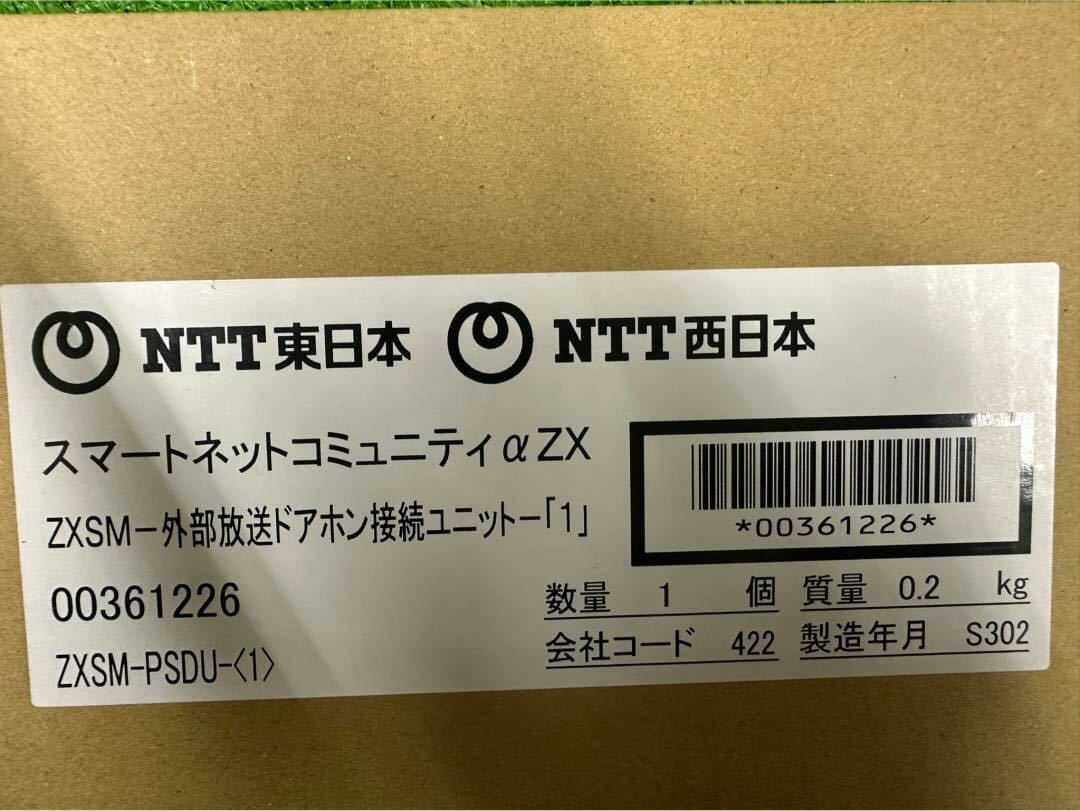 NTT東日本 NTT西日本
スマートネットコミュニティαZX
ZXSM－外部放送ドアホン接続ユニット－「1」
*00361226*
00361226
数量 1 個 質量 0.2 kg
ZXSM-PSDU-〈1〉
会社コード 422 製造年月 S302